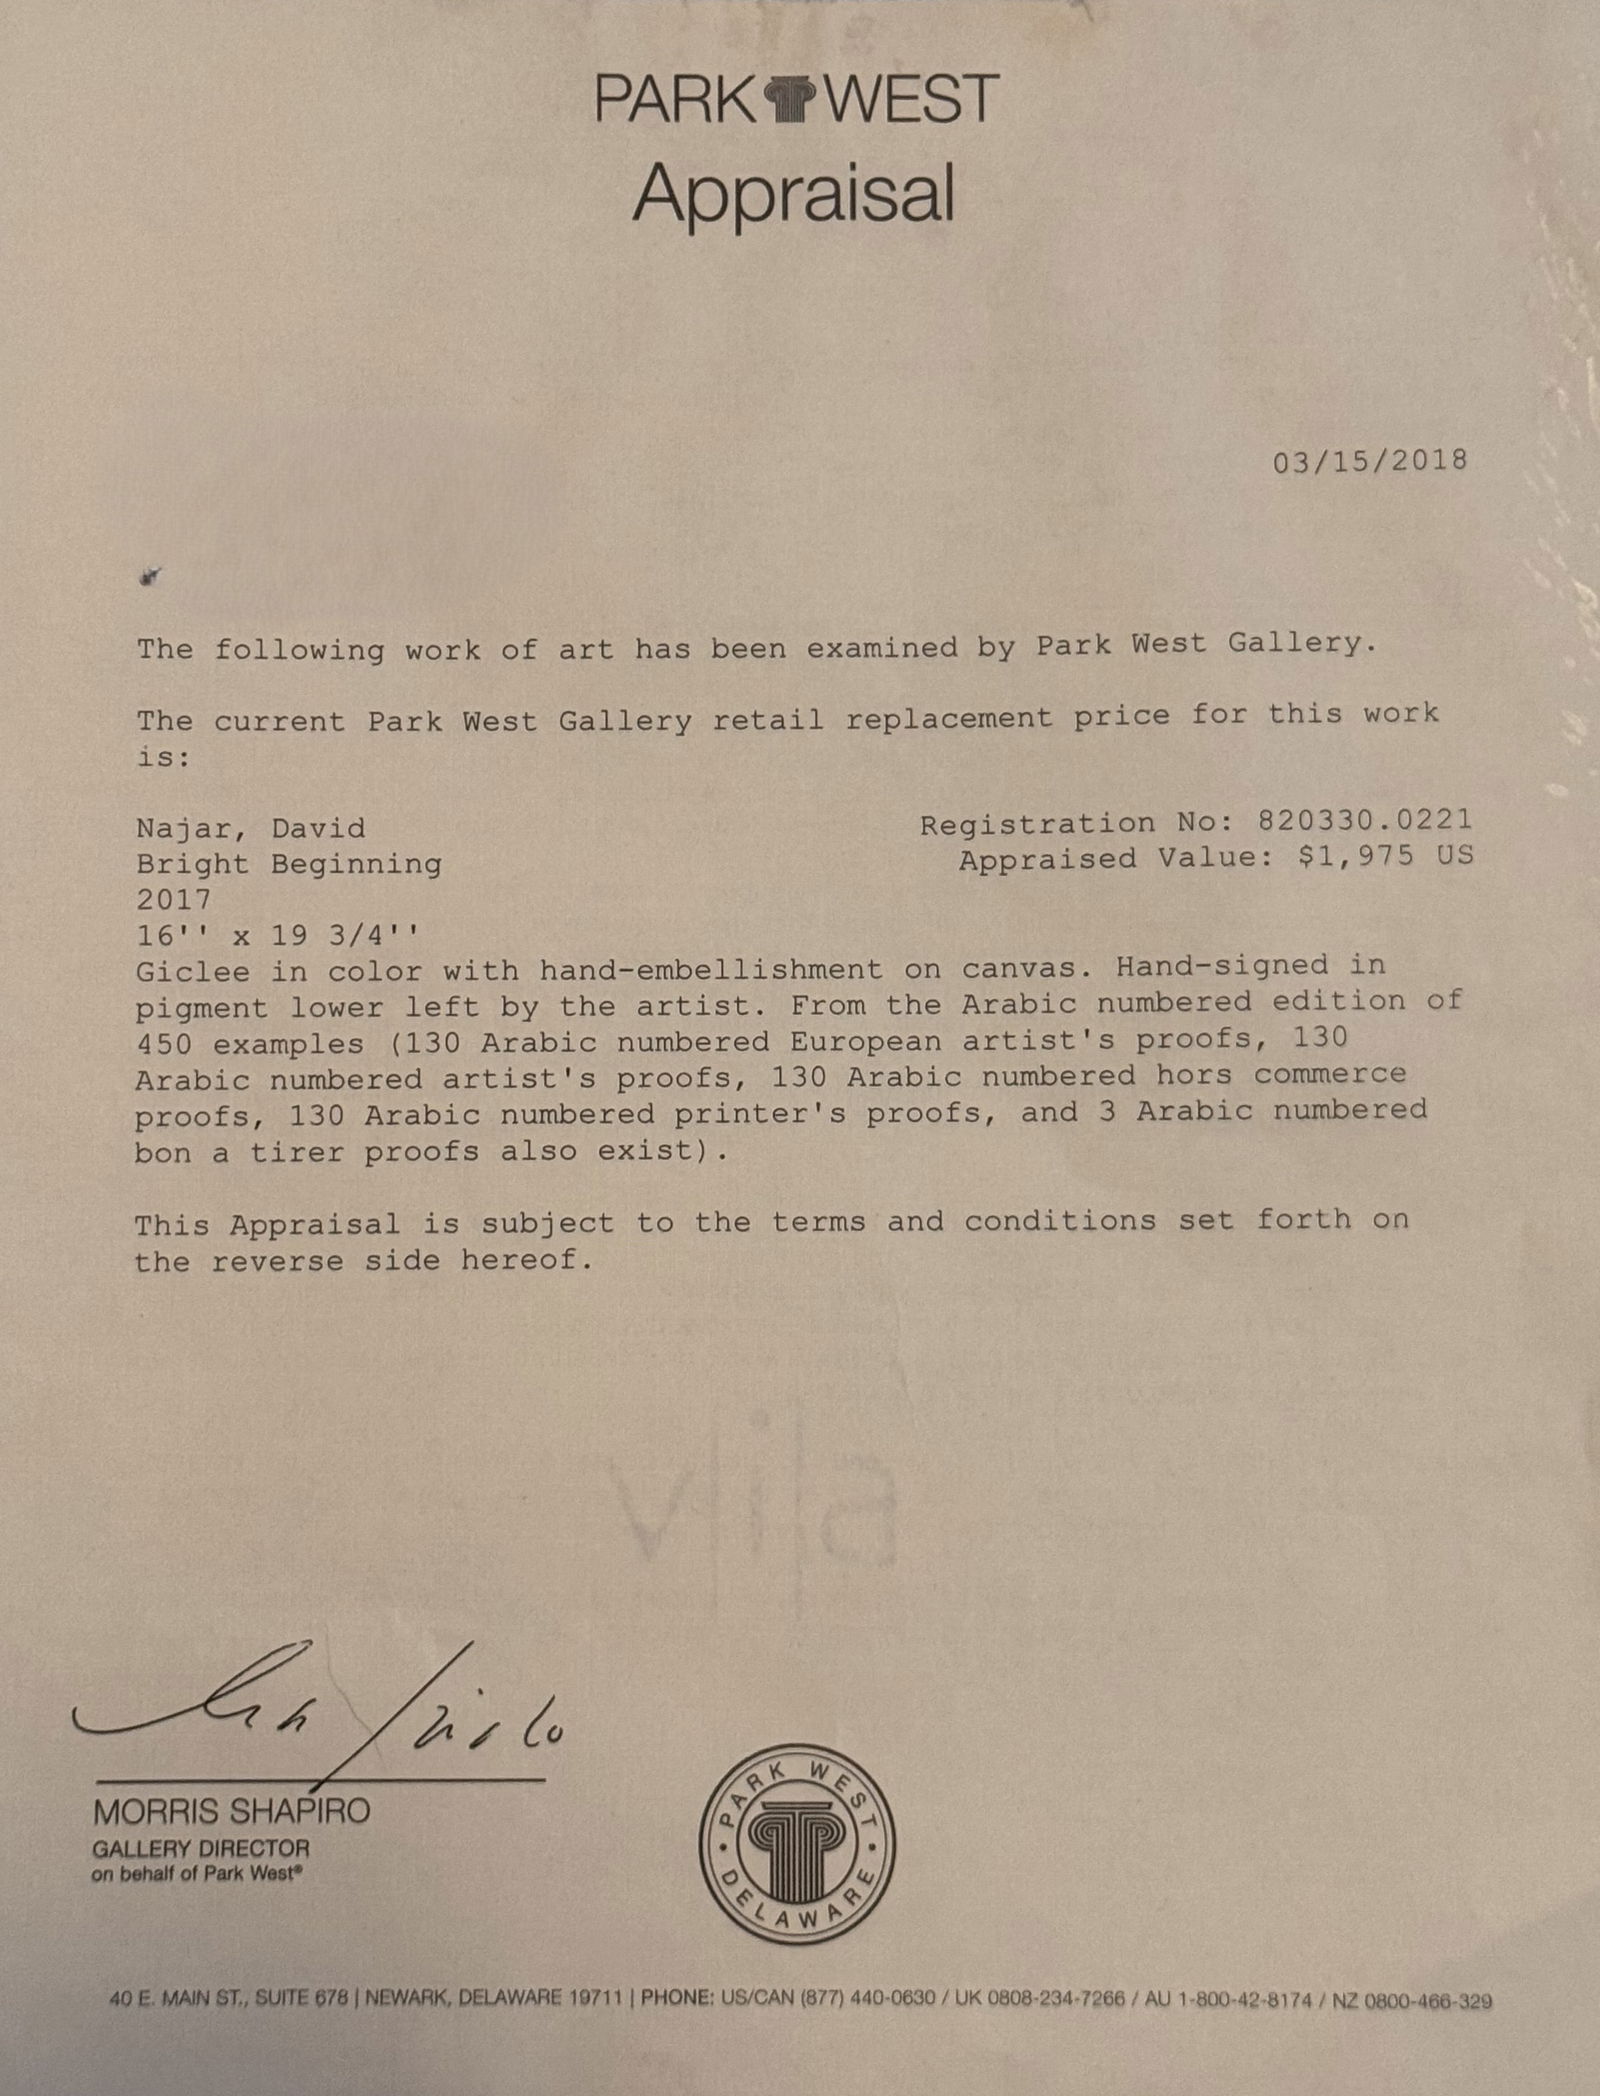 PARK WEST
Appraisal
03/15/2018
The following work of art has been examined by Park West Gallery.
The current Park West Gallery retail replacement price for this work
is:
Najar, David
Registration No: 820330.0221
Bright Beginning
Appraised Value: $1,975 US
2017
16'' x 19 3/4''
Giclee in color with hand-embellishment on canvas. Hand-signed in
pigment lower left by the artist. From the Arabic numbered edition of
450 examples (130 Arabic numbered European artist's proofs, 130
Arabic numbered artist's proofs, 130 Arabic numbered hors commerce
proofs, 130 Arabic numbered printer's proofs, and 3 Arabic numbered
bon a tirer proofs also exist).
This Appraisal is subject to the terms and conditions set forth on
the reverse side hereof.
MORRIS SHAPIRO
GALLERY DIRECTOR
on behalf of Park West®
PARK WEST
DELAWARE
40 E. MAIN ST., SUITE 678 | NEWARK, DELAWARE 19711 | PHONE: US/CAN (877) 440-0630 / UK 0808-234-7266 / AU 1-800-42-8174 / NZ 0800-466-329